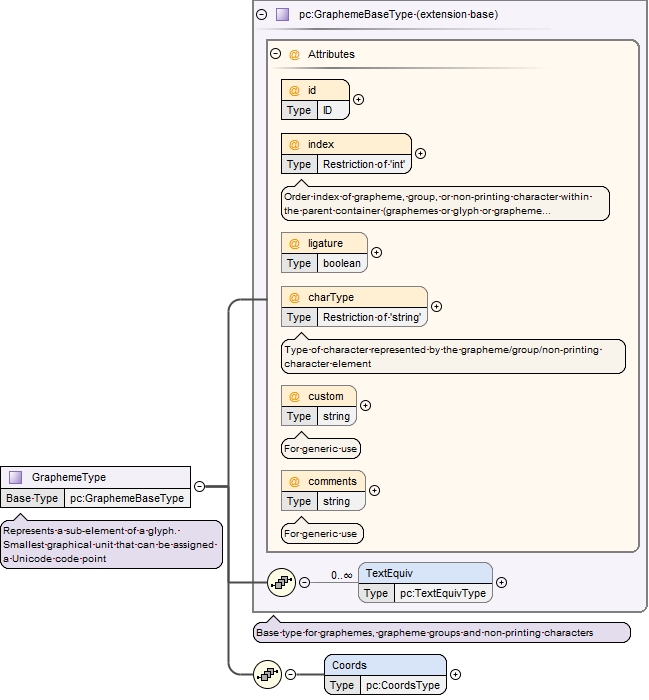 pc:GraphemeBaseType (extension base)
@ Attributes
@ id
Type ID
@ index
Type Restriction of 'int'
Order index of grapheme, group, or non-printing character within
the parent container (graphemes or glyph or grapheme...
@ ligature
Type boolean
@ charType
Type Restriction of 'string'
Type of character represented by the grapheme/group/non-printing
character element
@ custom
Type string
For generic use
@ comments
Type string
For generic use
GraphemeType
Base Type pc:GraphemeBaseType
Represents a sub-element of a glyph.
Smallest graphical unit that can be assigned
a Unicode code point
0..∞
TextEquiv
Type pc:TextEquivType
Base type for graphemes, grapheme groups and non-printing characters
Coords
Type pc:CoordsType